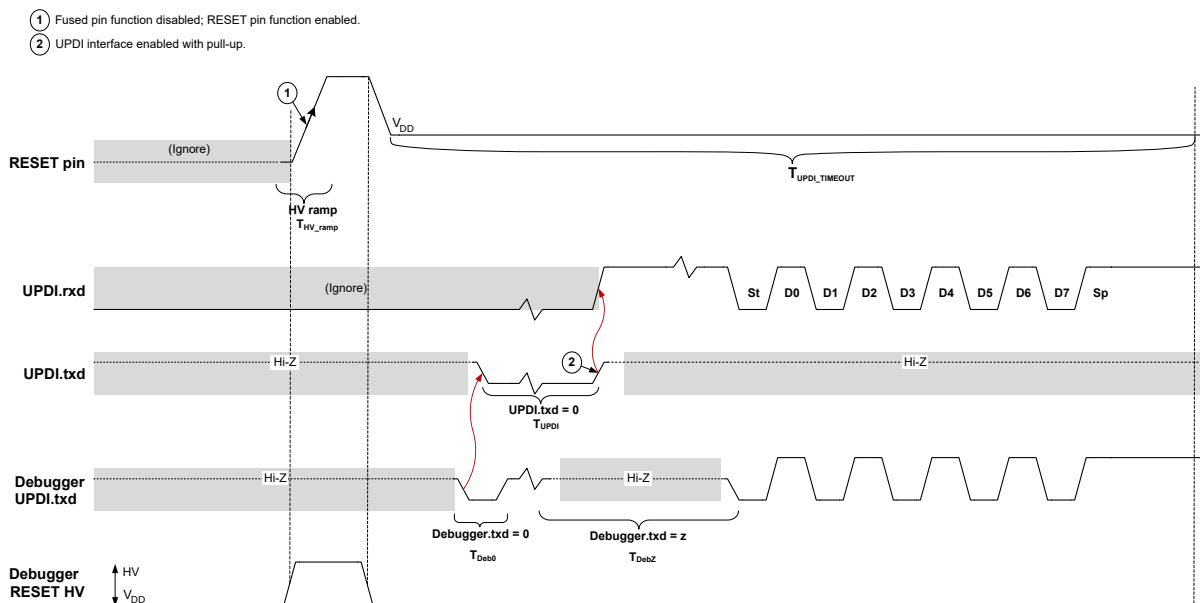 1 Fused pin function disabled; RESET pin function enabled.
2 UPDI interface enabled with pull-up.
1
VDD
(Ignore)
RESET pin
TUPDI_TIMEOUT
HV ramp
THV_ramp
UPDI.rxd
(Ignore)
St D0 D1 D2 D3 D4 D5 D6 D7 Sp
Hi-Z
2
Hi-Z
UPDI.txd
UPDI.txd = 0
TUPDI
Hi-Z
Hi-Z
Debugger
UPDI.txd
Debugger.txd = 0
Debugger.txd = z
TDeb0
TDebZ
Debugger
RESET HV
HV
VDD